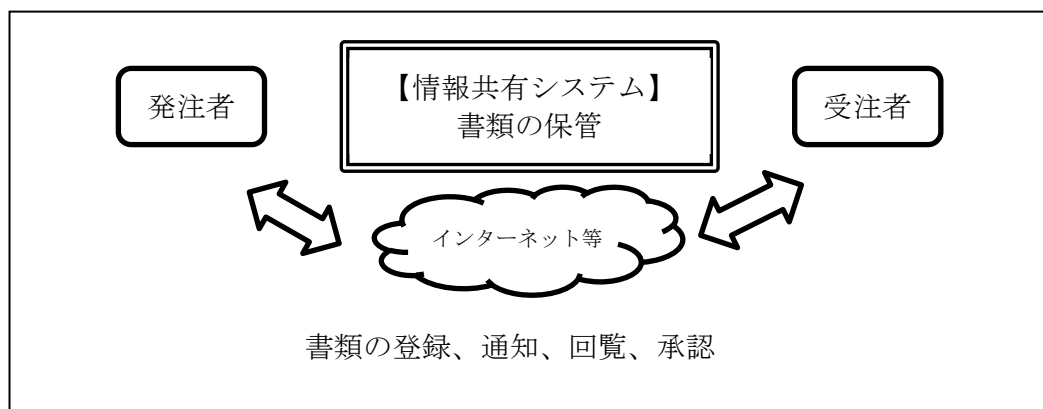 発注者
【情報共有システム】
書類の保管
受注者
インターネット等
書類の登録、通知、回覧、承認